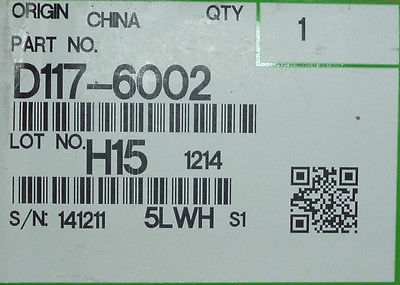 ORIGIN CHINA QTY 1
PART NO.
D117-6002
LOT NO. H15 1214
S/N: 141211 5LWH S1